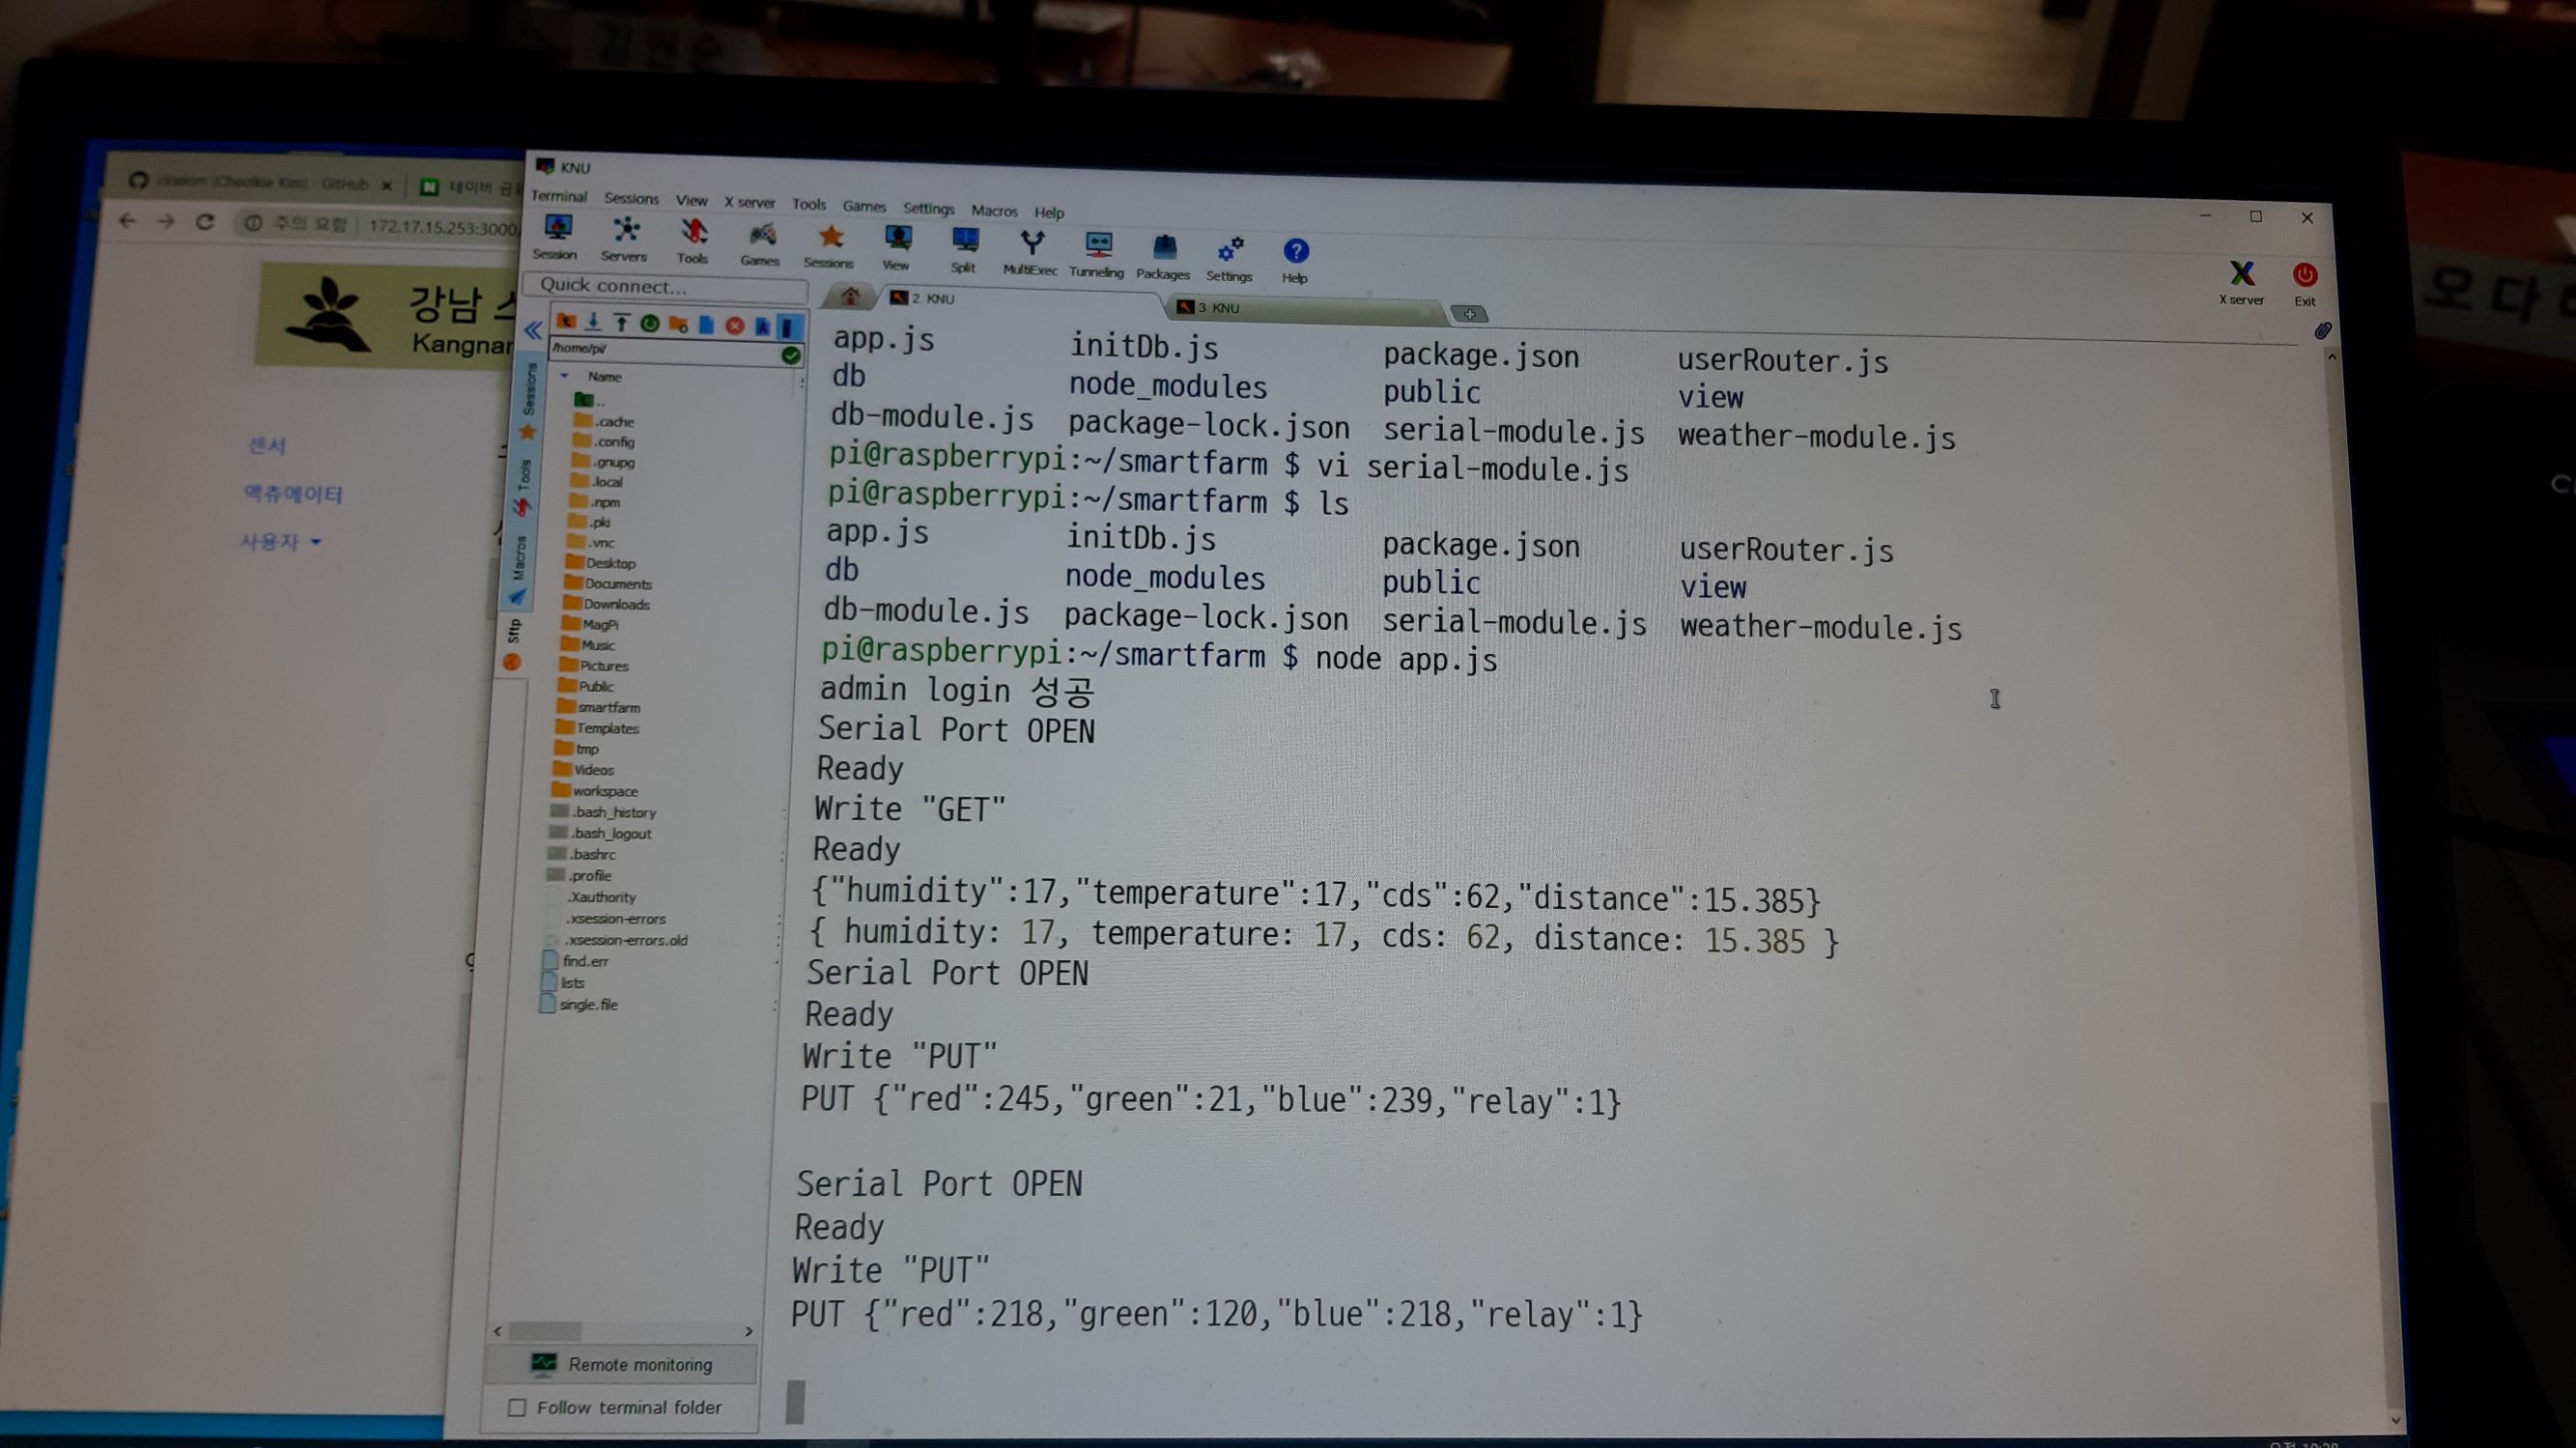 KNU
Terminal Sessions View X server Tools Games Settings Macros Help
Session Servers Tools Games Sessions View Split MultiExec Tunneling Packages Settings Help
X server Exit
Quick connect...
2. KNU
3. KNU
GitHub
네이버
주의 요함 172.17.15.253:3000
강남
센서
액츄에이터
사용자
Sessions
Tools
Macros
Sftp
/home/pi/
Name
..
.cache
.config
.gnupg
.local
.npm
.pki
.vnc
Desktop
Documents
Downloads
MagPi
Music
Pictures
Public
smartfarm
Templates
tmp
Videos
workspace
.bash_history
.bash_logout
.bashrc
.profile
.Xauthority
.xsession-errors
.xsession-errors.old
find.err
lists
single.file
Remote monitoring
Follow terminal folder
app.js initDb.js package.json userRouter.js
db node_modules public view
db-module.js package-lock.json serial-module.js weather-module.js
pi@raspberrypi:~/smartfarm $ vi serial-module.js
pi@raspberrypi:~/smartfarm $ ls
app.js initDb.js package.json userRouter.js
db node_modules public view
db-module.js package-lock.json serial-module.js weather-module.js
pi@raspberrypi:~/smartfarm $ node app.js
admin login 성공
Serial Port OPEN
Ready
Write "GET"
Ready
{"humidity":17,"temperature":17,"cds":62,"distance":15.385}
{ humidity: 17, temperature: 17, cds: 62, distance: 15.385 }
Serial Port OPEN
Ready
Write "PUT"
PUT {"red":245,"green":21,"blue":239,"relay":1}
Serial Port OPEN
Ready
Write "PUT"
PUT {"red":218,"green":120,"blue":218,"relay":1}
오다